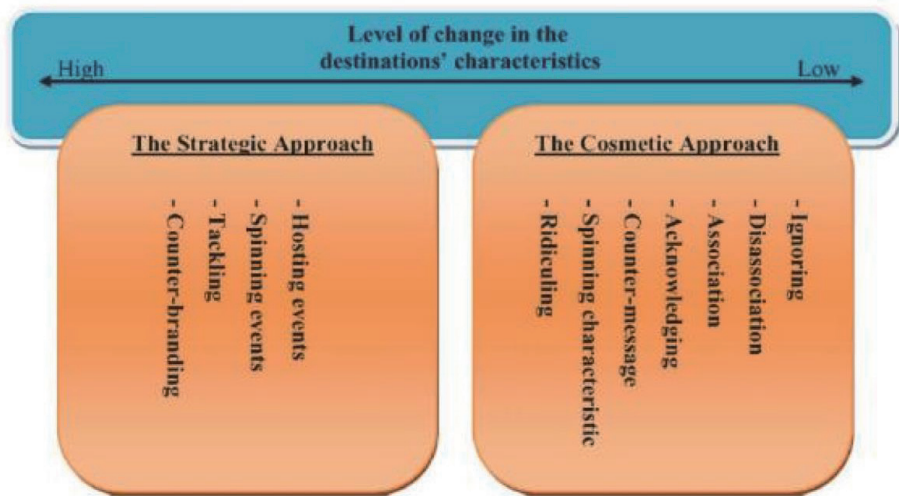 Level of change in the
destinations' characteristics
High
Low
The Strategic Approach
- Hosting events
- Spinning events
- Tackling
- Counter-branding
The Cosmetic Approach
- Ignoring
- Disassociation
- Association
- Acknowledging
- Counter-message
- Spinning characteristic
- Ridiculing